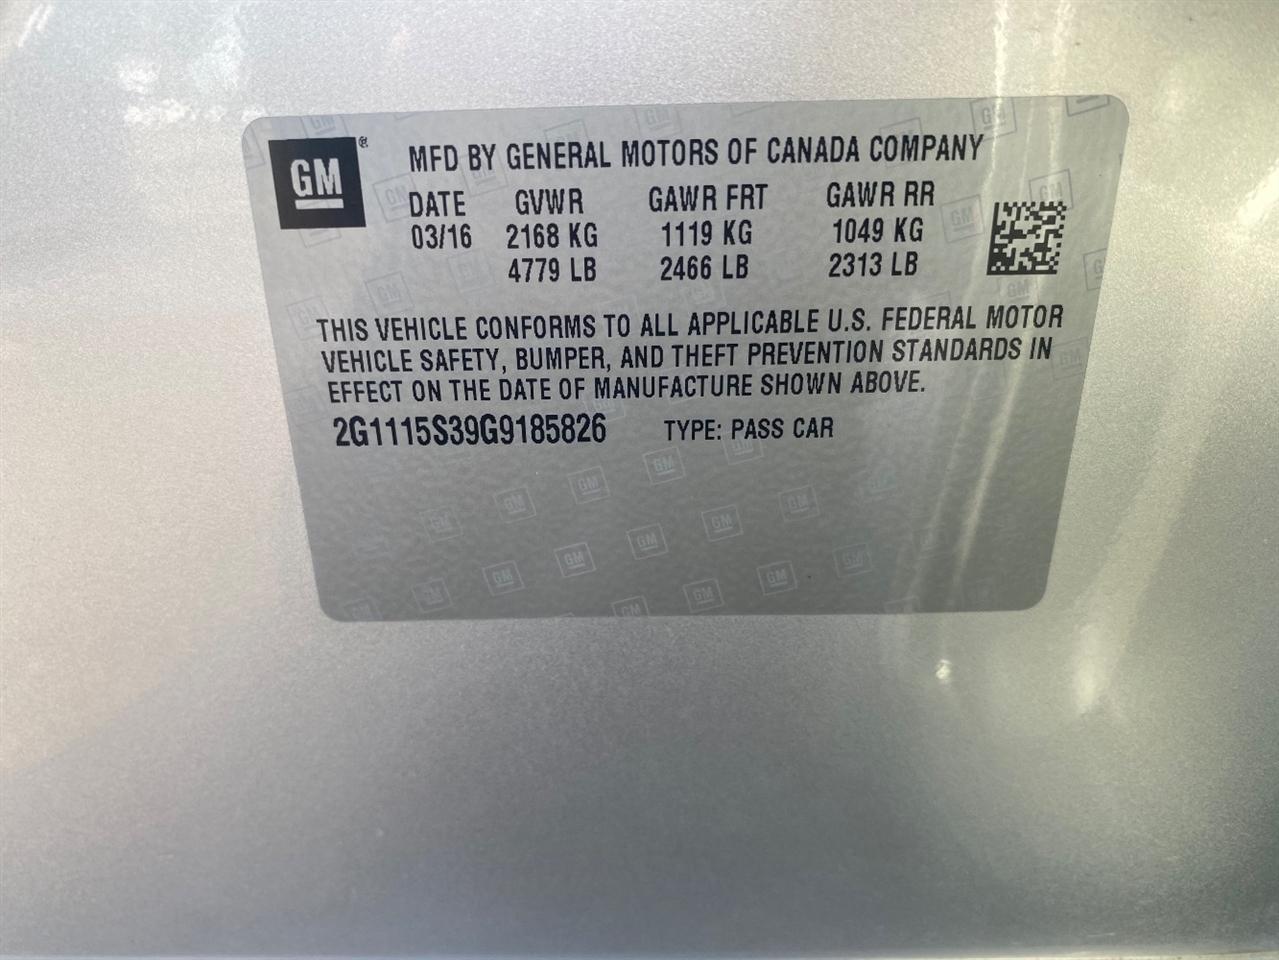 GM ® MFD BY GENERAL MOTORS OF CANADA COMPANY
DATE GVWR GAWR FRT GAWR RR
03/16 2168 KG 1119 KG 1049 KG
4779 LB 2466 LB 2313 LB
THIS VEHICLE CONFORMS TO ALL APPLICABLE U.S. FEDERAL MOTOR
VEHICLE SAFETY, BUMPER, AND THEFT PREVENTION STANDARDS IN
EFFECT ON THE DATE OF MANUFACTURE SHOWN ABOVE.
2G1115S39G9185826 TYPE: PASS CAR